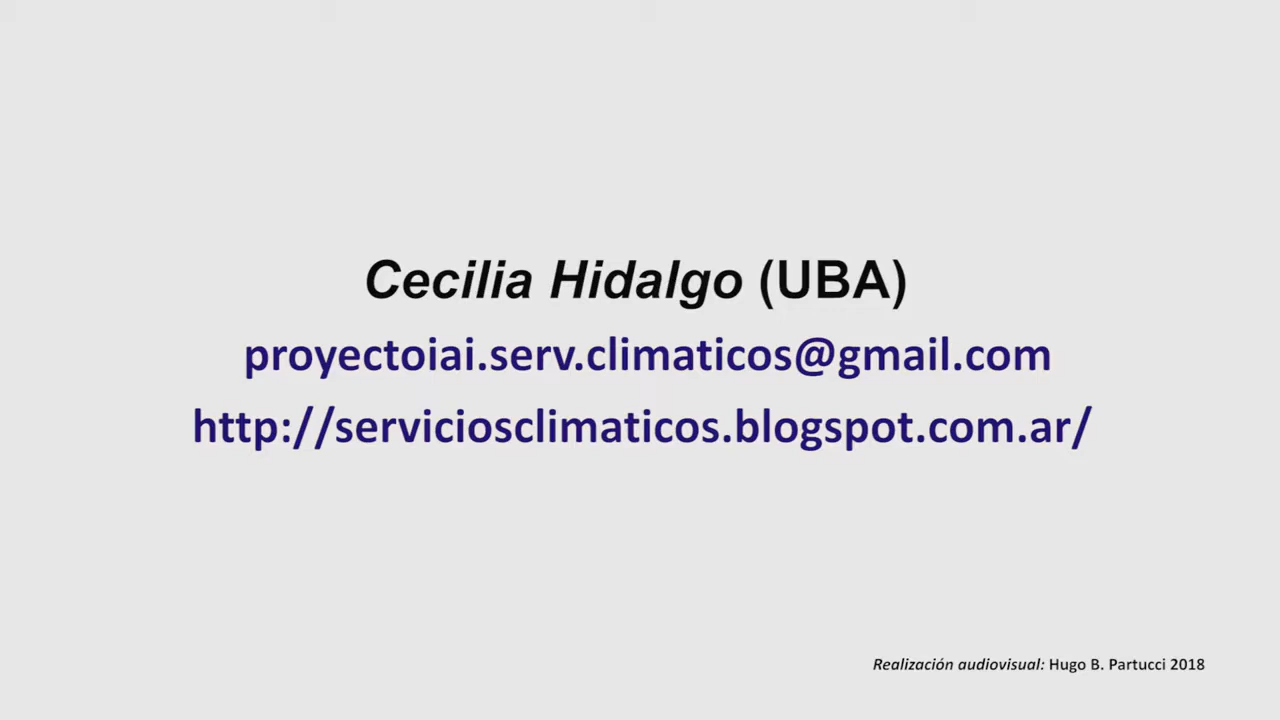 Cecilia Hidalgo (UBA)
proyectoiai.serv.climaticos@gmail.com
http://serviciosclimaticos.blogspot.com.ar/
Realización audiovisual: Hugo B. Partucci 2018